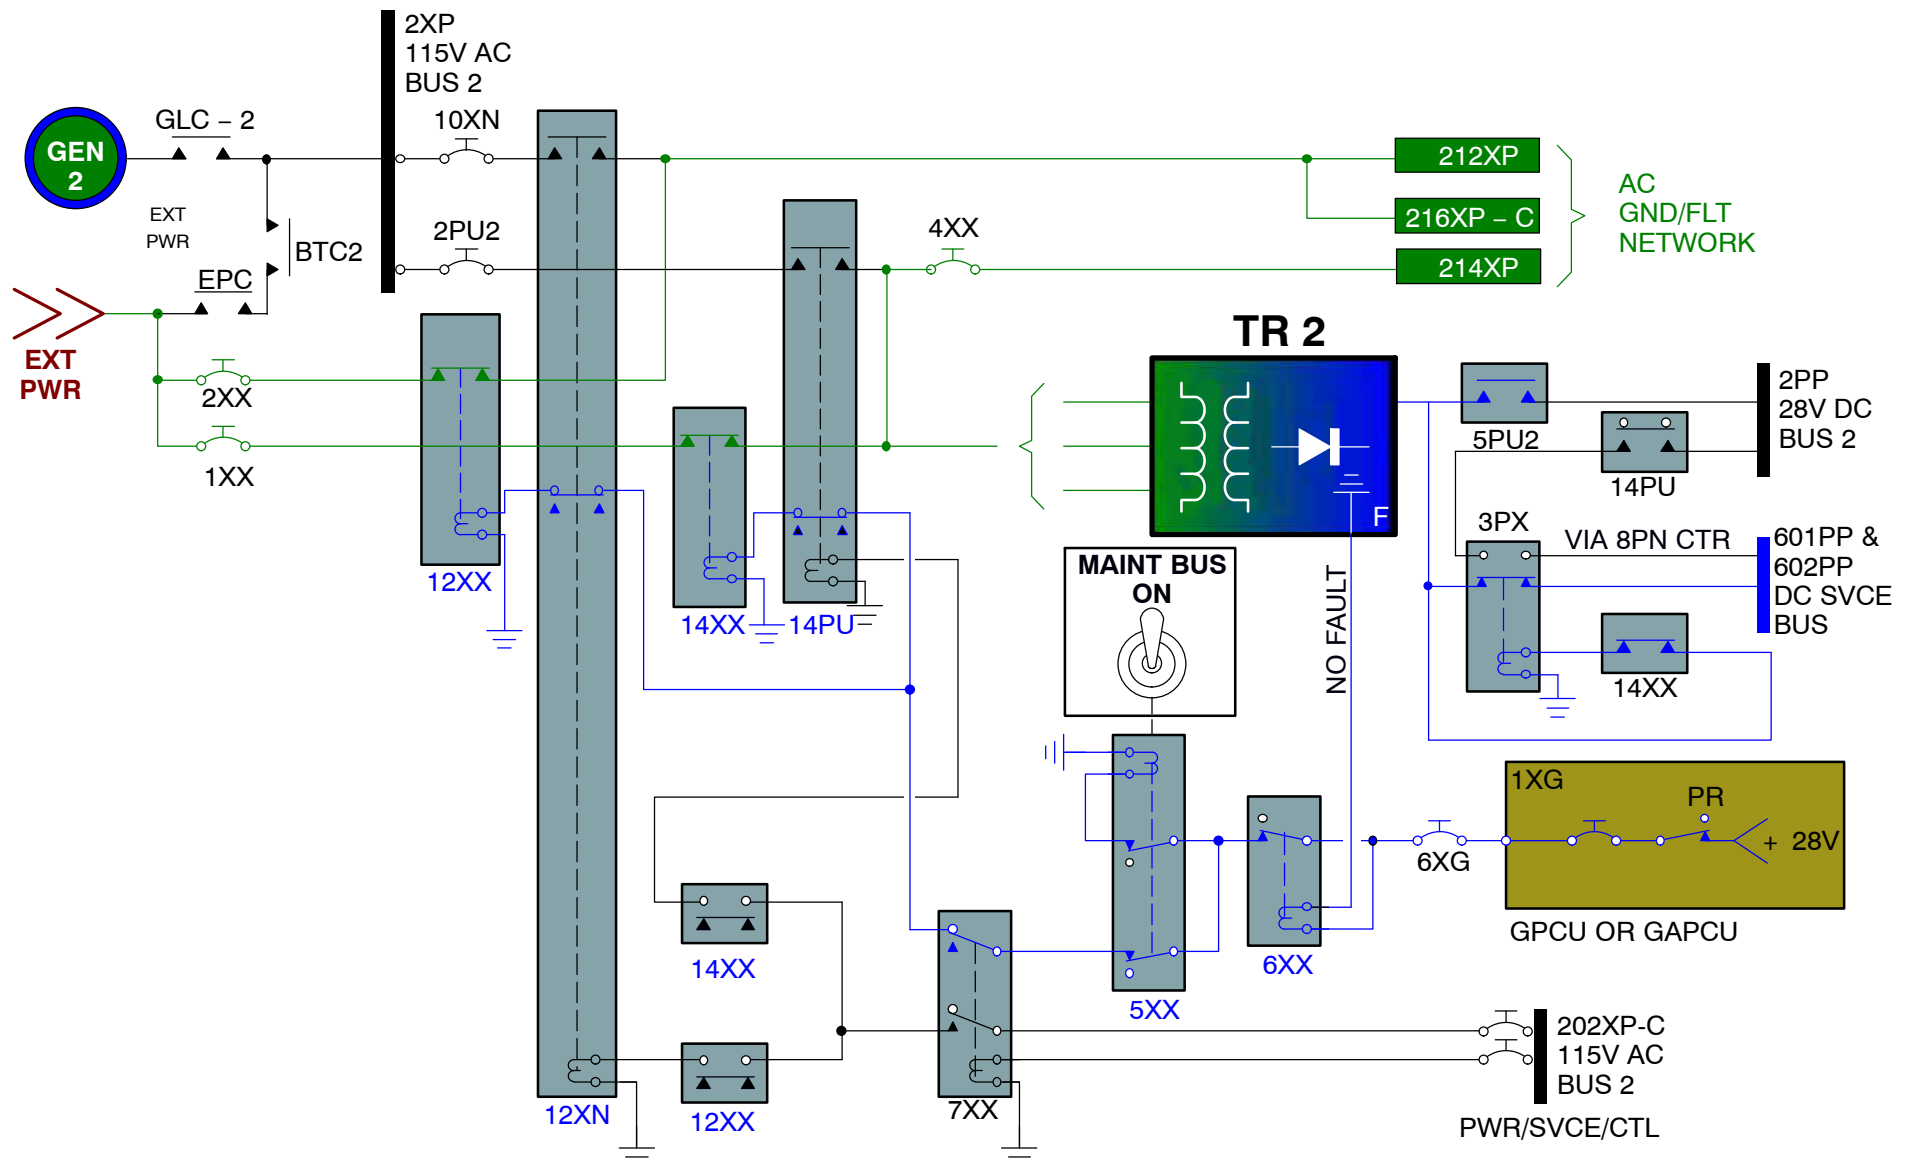 2XP
115V AC
BUS 2
GLC – 2
10XN
GEN
2
212XP
AC
GND/FLT
NETWORK
EXT
PWR
2PU2
4XX
216XP – C
BTC2
214XP
EPC
EXT
PWR
TR 2
2XX
1XX
2PP
28V DC
BUS 2
5PU2
14PU
F
3PX
VIA 8PN CTR
601PP &
602PP
DC SVCE
BUS
12XX
14XX
14PU
MAINT BUS
ON
NO FAULT
14XX
1XG
PR
+ 28V
6XG
GPCU OR GAPCU
14XX
6XX
5XX
202XP-C
115V AC
BUS 2
12XN
12XX
7XX
PWR/SVCE/CTL